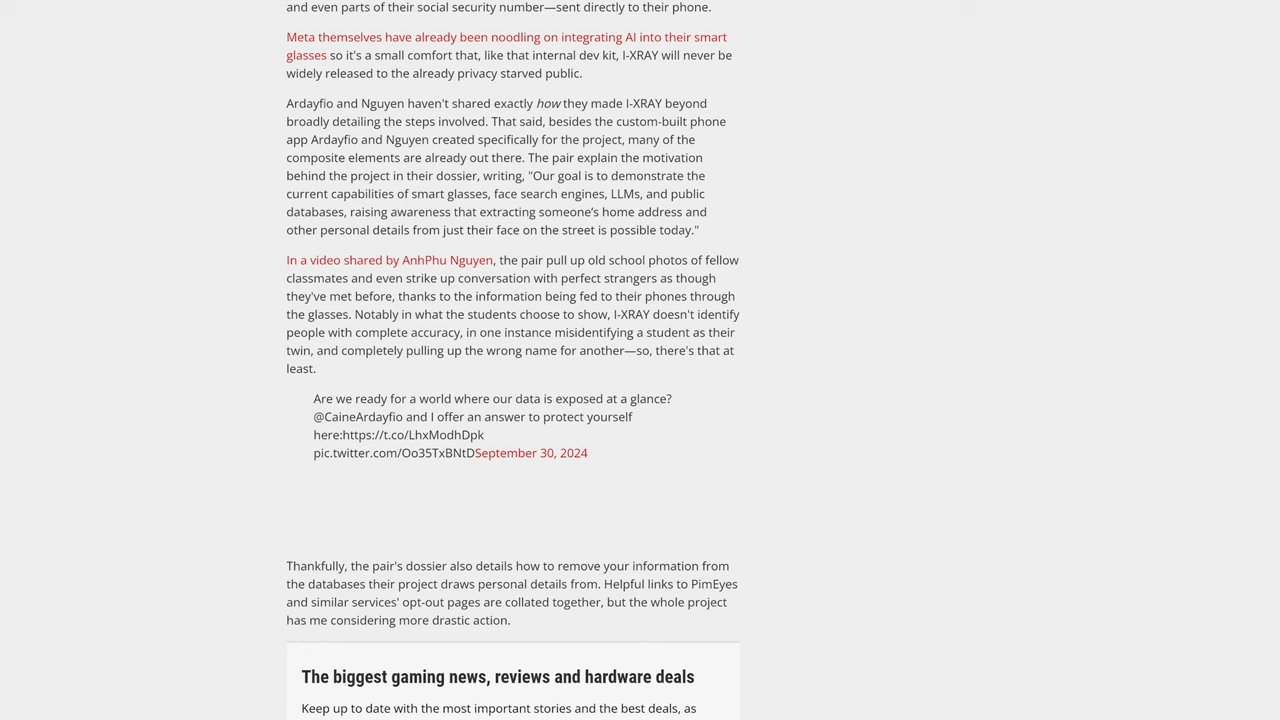 and even parts of their social security number—sent directly to their phone.
Meta themselves have already been noodling on integrating AI into their smart
glasses so it's a small comfort that, like that internal dev kit, I-XRAY will never be
widely released to the already privacy starved public.
Ardayfio and Nguyen haven't shared exactly how they made I-XRAY beyond
broadly detailing the steps involved. That said, besides the custom-built phone
app Ardayfio and Nguyen created specifically for the project, many of the
composite elements are already out there. The pair explain the motivation
behind the project in their dossier, writing, "Our goal is to demonstrate the
current capabilities of smart glasses, face search engines, LLMs, and public
databases, raising awareness that extracting someone’s home address and
other personal details from just their face on the street is possible today."
In a video shared by AnhPhu Nguyen, the pair pull up old school photos of fellow
classmates and even strike up conversation with perfect strangers as though
they've met before, thanks to the information being fed to their phones through
the glasses. Notably in what the students choose to show, I-XRAY doesn't identify
people with complete accuracy, in one instance misidentifying a student as their
twin, and completely pulling up the wrong name for another—so, there's that at
least.
Are we ready for a world where our data is exposed at a glance?
@CaineArdayfio and I offer an answer to protect yourself
here:https://t.co/LhxModhDpk
pic.twitter.com/Oo35TxBNtDSeptember 30, 2024
Thankfully, the pair's dossier also details how to remove your information from
the databases their project draws personal details from. Helpful links to PimEyes
and similar services' opt-out pages are collated together, but the whole project
has me considering more drastic action.
The biggest gaming news, reviews and hardware deals
Keep up to date with the most important stories and the best deals, as